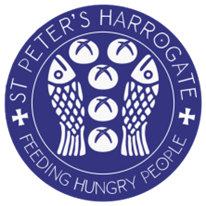 ST PETER'S HARROGATE
FEEDING HUNGRY PEOPLE